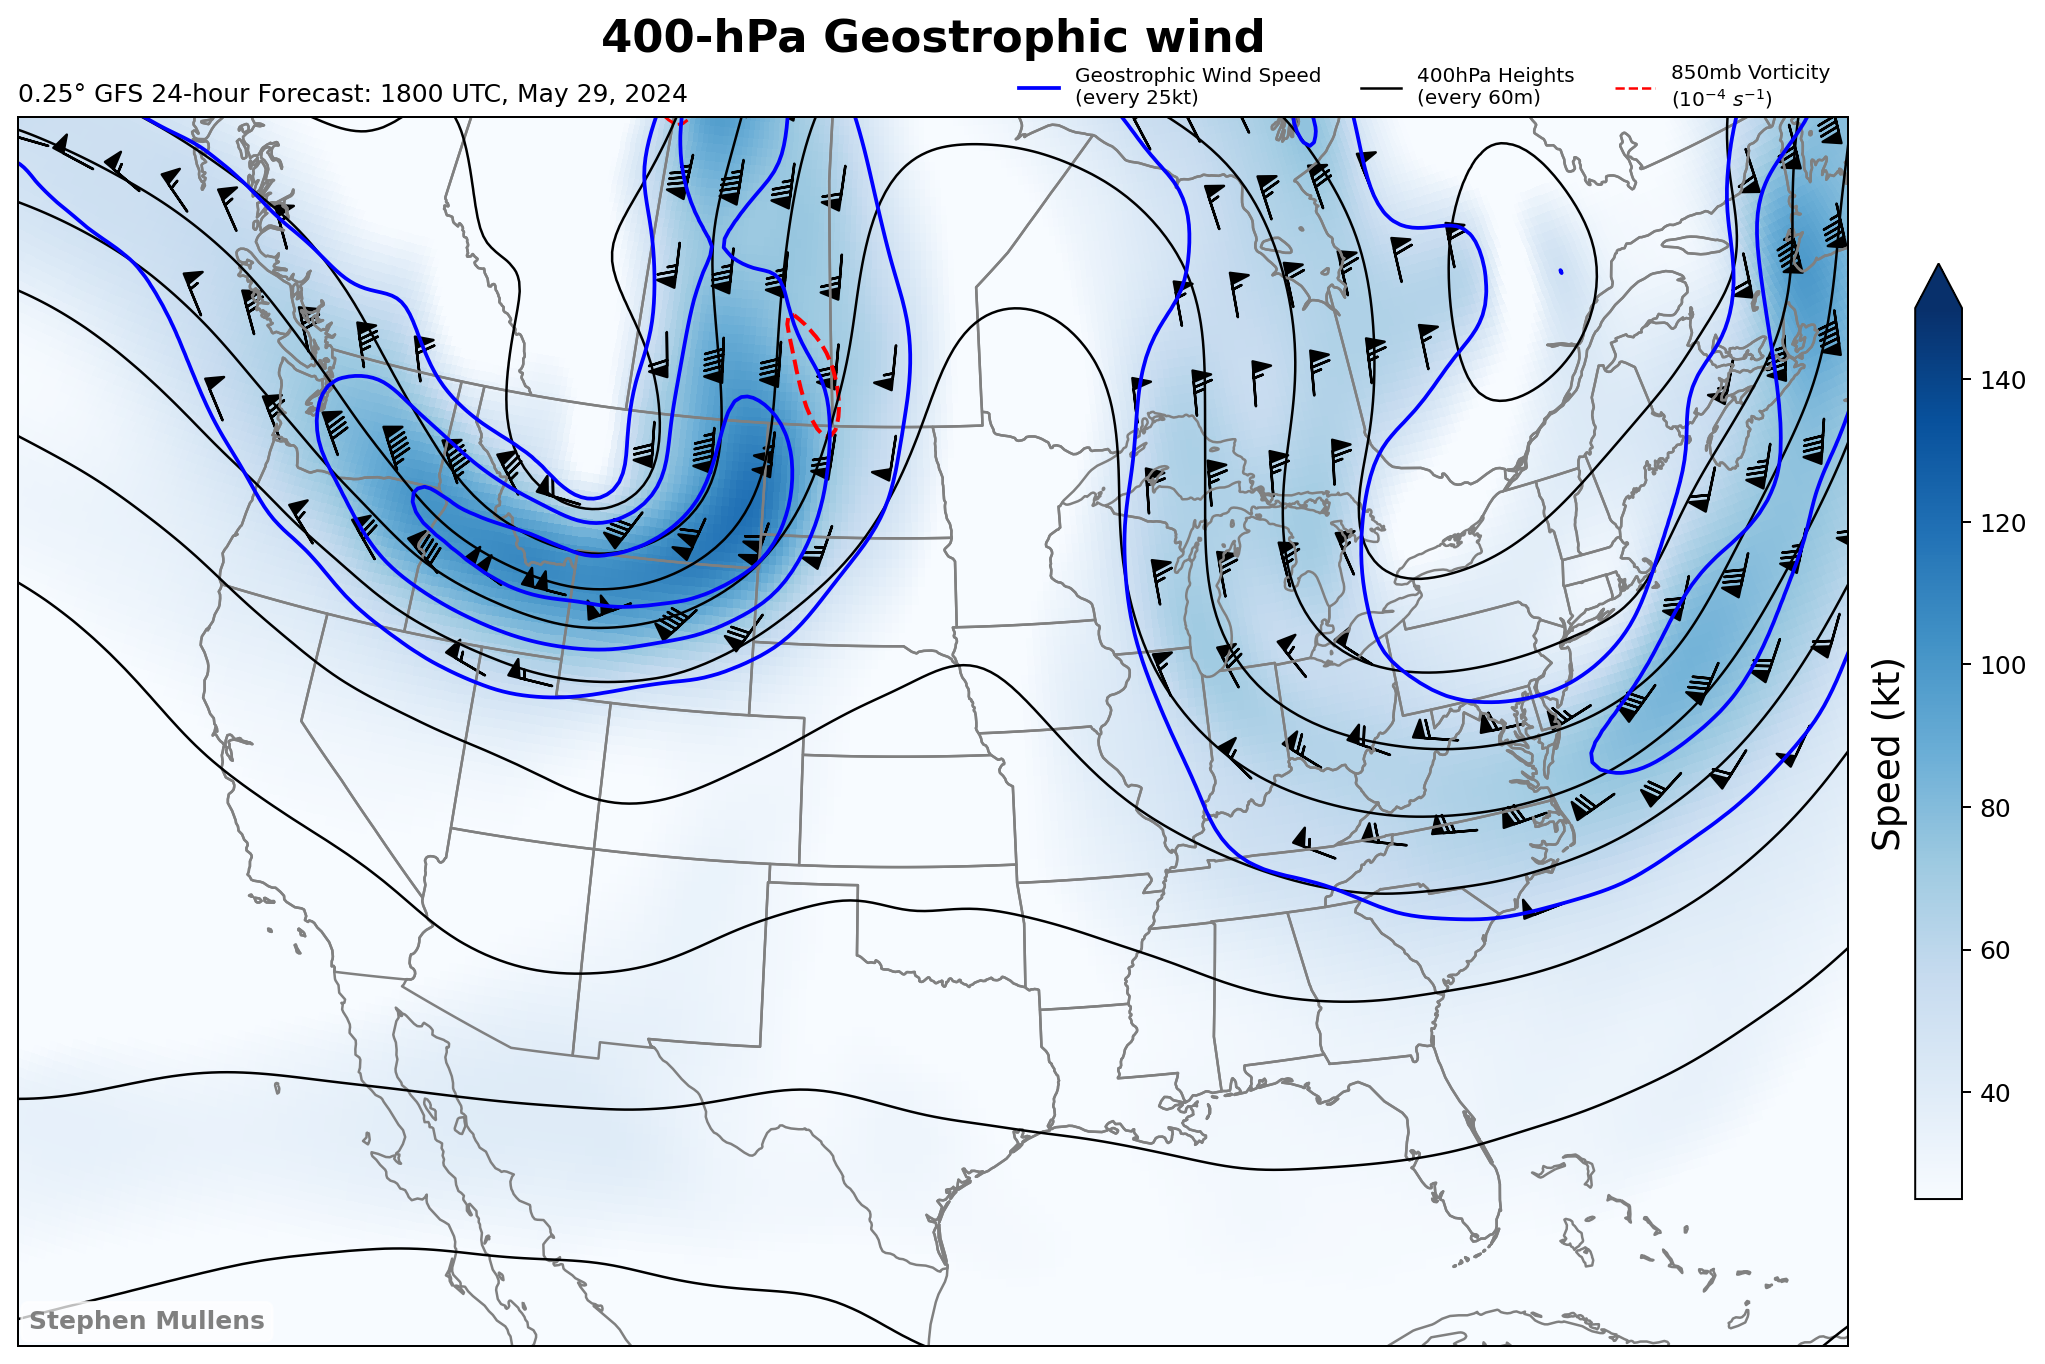 400-hPa Geostrophic wind
0.25° GFS 24-hour Forecast: 1800 UTC, May 29, 2024
Geostrophic Wind Speed
(every 25kt)
400hPa Heights
(every 60m)
850mb Vorticity
(10⁻⁴ s⁻¹)
140
120
100
80
60
40
Speed (kt)
Stephen Mullens